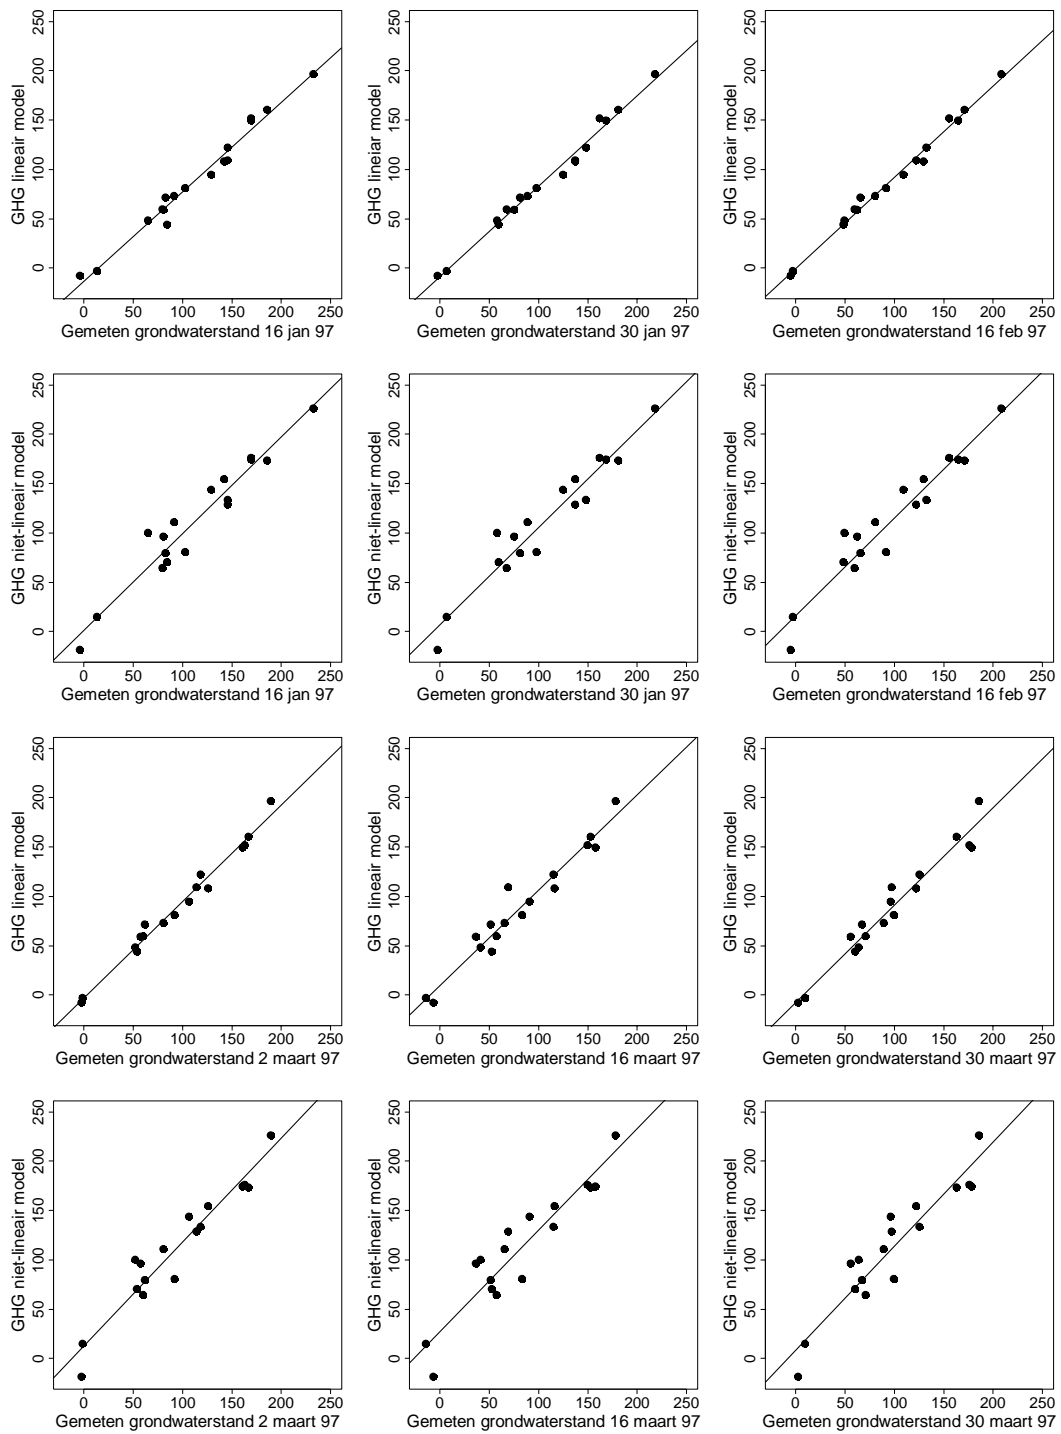 GHG lineair model
0 50 100 150 200 250
0 50 100 150 200 250
Gemeten grondwaterstand 16 jan 97
GHG lineiar model
0 50 100 150 200 250
0 50 100 150 200 250
Gemeten grondwaterstand 30 jan 97
GHG lineair model
0 50 100 150 200 250
0 50 100 150 200 250
Gemeten grondwaterstand 16 feb 97
GHG niet-lineair model
0 50 100 150 200 250
0 50 100 150 200 250
Gemeten grondwaterstand 16 jan 97
GHG niet-lineair model
0 50 100 150 200 250
0 50 100 150 200 250
Gemeten grondwaterstand 30 jan 97
GHG niet-lineair model
0 50 100 150 200 250
0 50 100 150 200 250
Gemeten grondwaterstand 16 feb 97
GHG lineair model
0 50 100 150 200 250
0 50 100 150 200 250
Gemeten grondwaterstand 2 maart 97
GHG lineair model
0 50 100 150 200 250
0 50 100 150 200 250
Gemeten grondwaterstand 16 maart 97
GHG lineair model
0 50 100 150 200 250
0 50 100 150 200 250
Gemeten grondwaterstand 30 maart 97
GHG niet-lineair model
0 50 100 150 200 250
0 50 100 150 200 250
Gemeten grondwaterstand 2 maart 97
GHG niet-lineair model
0 50 100 150 200 250
0 50 100 150 200 250
Gemeten grondwaterstand 16 maart 97
GHG niet-lineair model
0 50 100 150 200 250
0 50 100 150 200 250
Gemeten grondwaterstand 30 maart 97